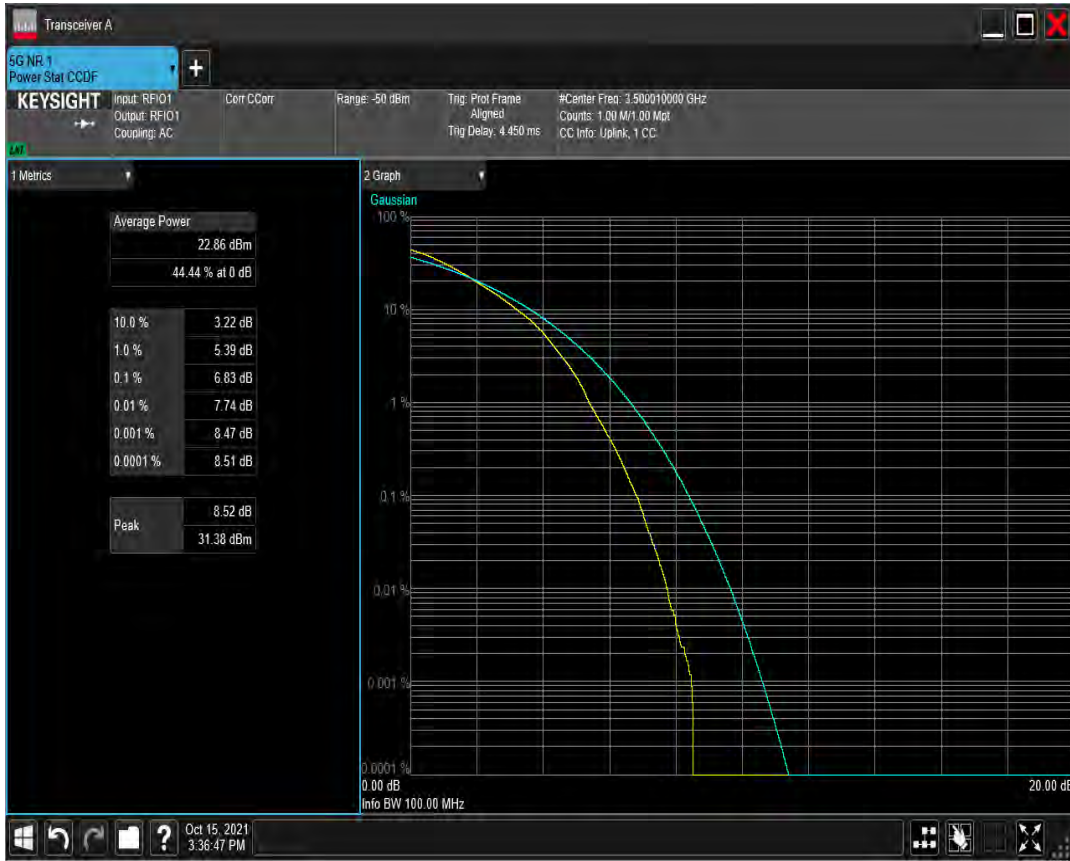 Transceiver A
5G NR 1
Power Stat CCDF
+
KEYSIGHT
Input: RFIO1
Output: RFIO1
Coupling: AC
Corr CCorr
Range: -50 dBm
Trig: Prot Frame
Aligned
Trig Delay: 4.450 ms
#Center Freq: 3.500010000 GHz
Counts: 1.00 M/1.00 Mpt
CC Info: Uplink, 1 CC
1 Metrics
Average Power
22.86 dBm
44.44 % at 0 dB
10.0 % 3.22 dB
1.0 % 5.39 dB
0.1 % 6.83 dB
0.01 % 7.74 dB
0.001 % 8.47 dB
0.0001 % 8.51 dB
Peak
8.52 dB
31.38 dBm
2 Graph
Gaussian
100 %
10 %
1 %
0.1 %
0.01 %
0.001 %
0.0001 %
0.00 dB
20.00 dB
Info BW 100.00 MHz
?
Oct 15, 2021
3:36:47 PM